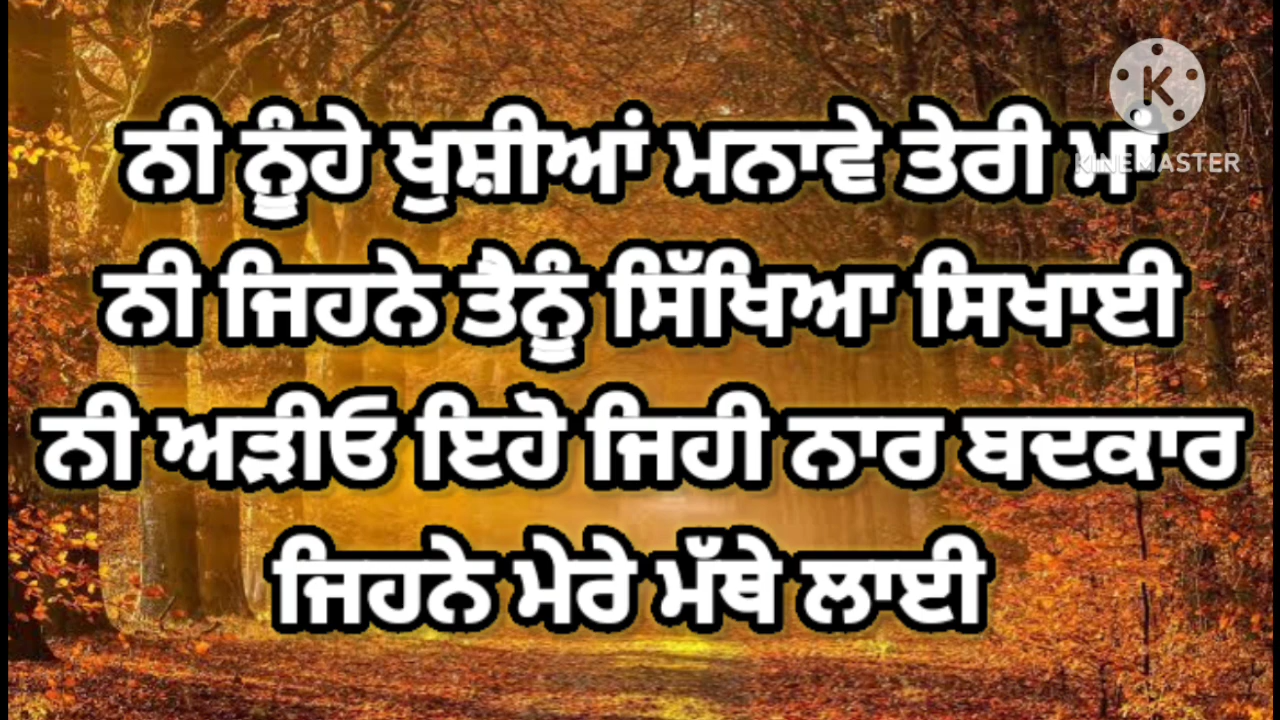 ਨੀ ਨੂੰਹੇ ਖੁਸ਼ੀਆਂ ਮਨਾਵੇ ਤੇਰੀ ਮਾਂ
KINEMASTER
ਨੀ ਜਿਹਨੇ ਤੈਨੂੰ ਸਿੱਖਿਆ ਸਿਖਾਈ
ਨੀ ਅੜੀਓ ਇਹੋ ਜਿਹੀ ਨਾਰ ਬਦਕਾਰ
ਜਿਹਨੇ ਮੇਰੇ ਮੱਥੇ ਲਾਈ